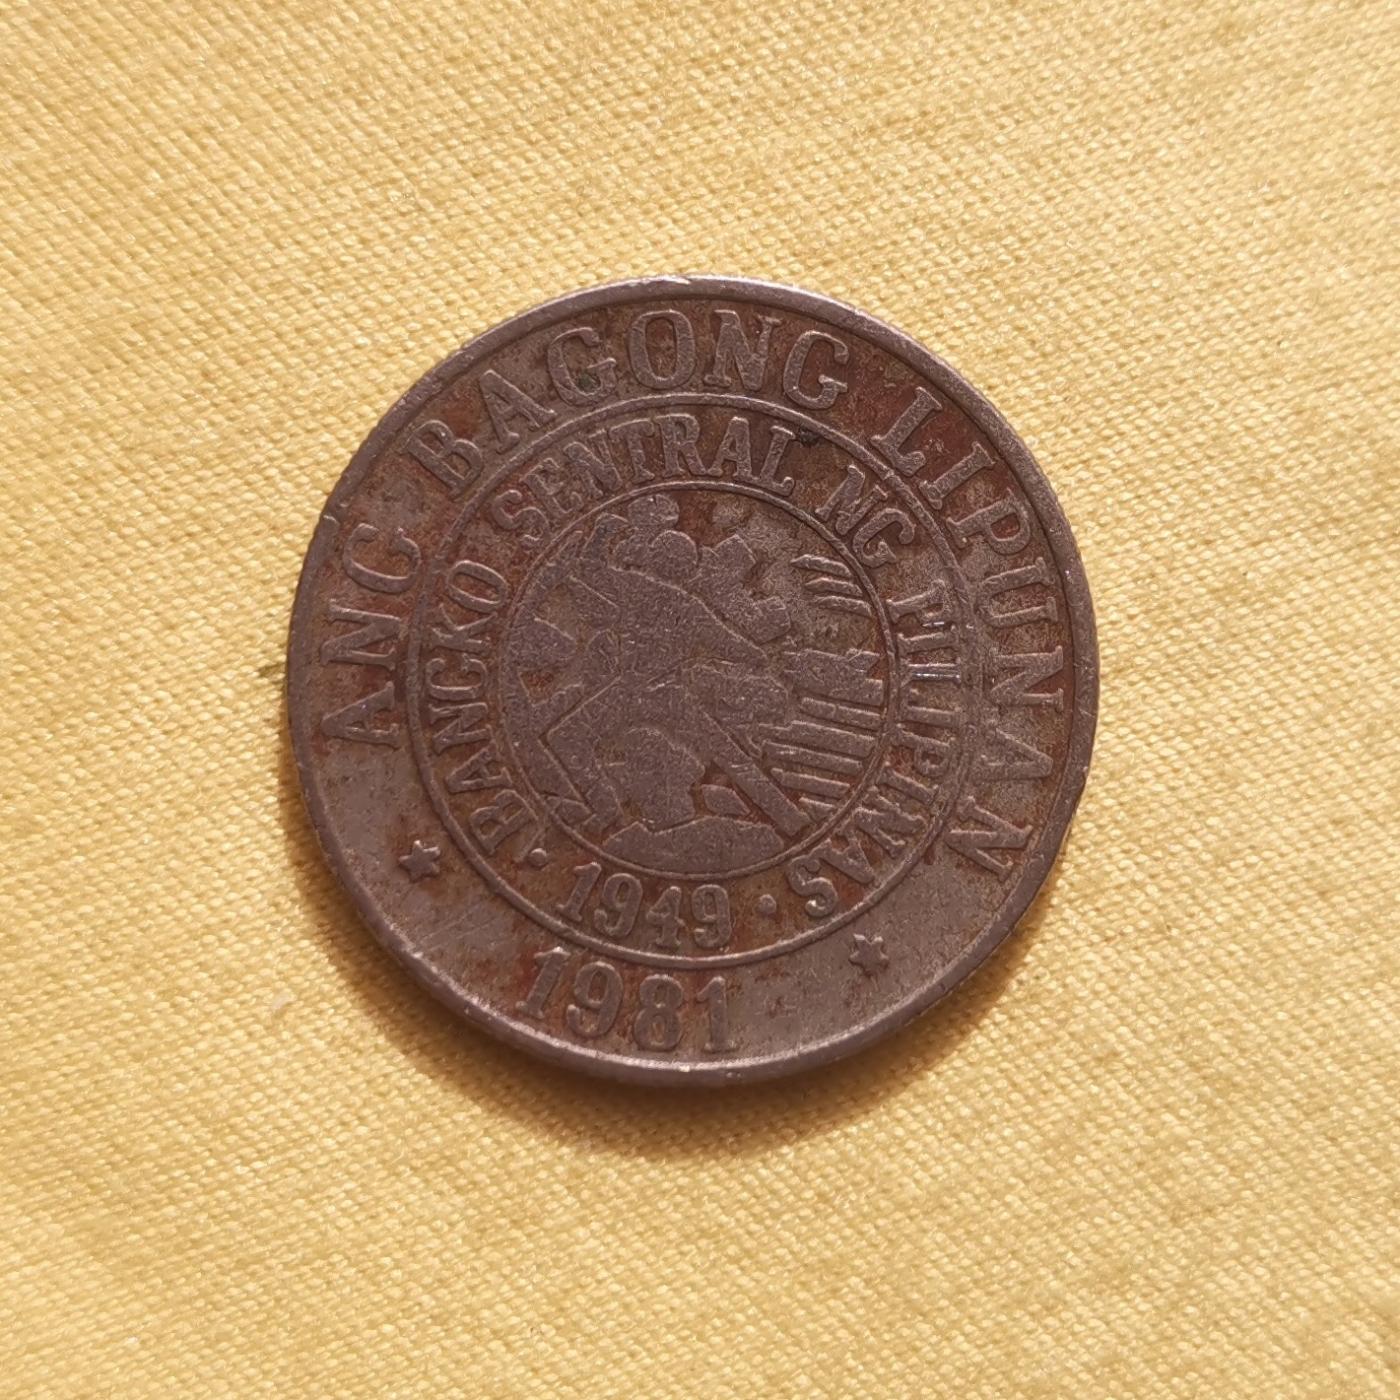 ANG BAGONG LIPUNAN
BANGKO SENTRAL NG PILIPINAS
1949
1981